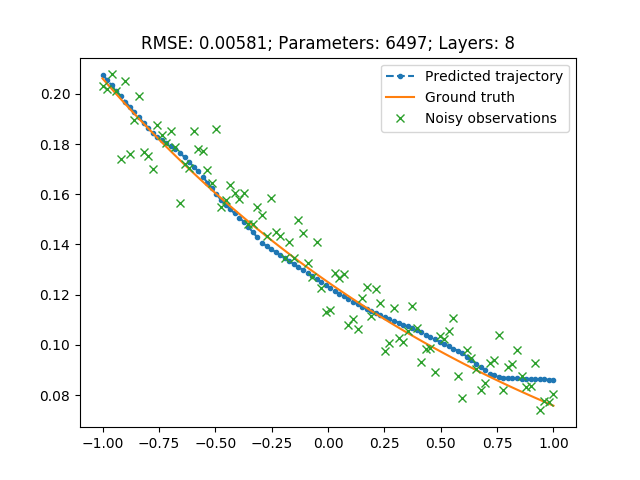 RMSE: 0.00581; Parameters: 6497; Layers: 8
Predicted trajectory
Ground truth
Noisy observations
0.20
0.18
0.16
0.14
0.12
0.10
0.08
−1.00 −0.75 −0.50 −0.25 0.00 0.25 0.50 0.75 1.00